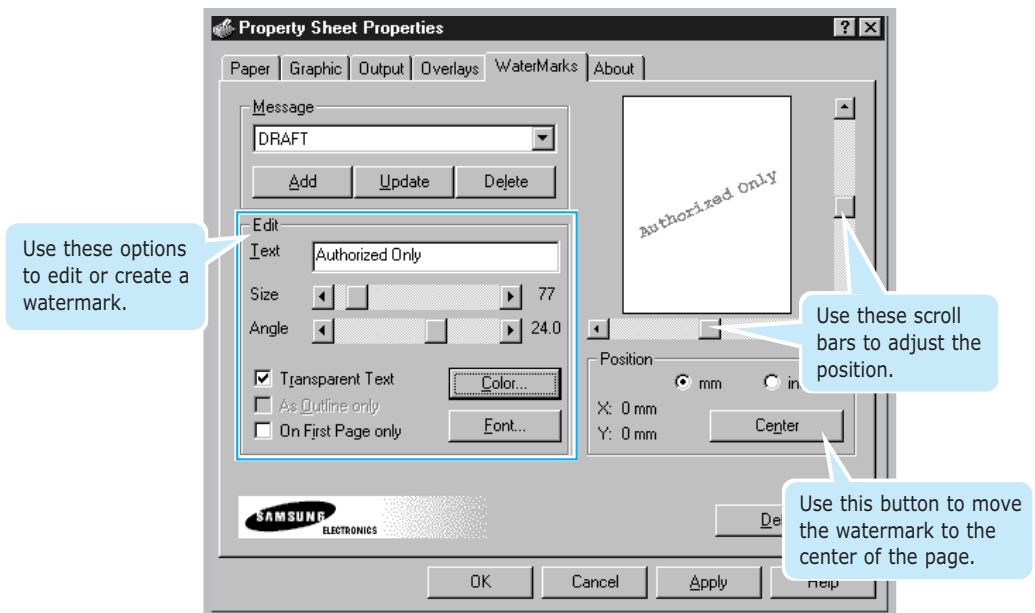 Property Sheet Properties
Paper Graphic Output Overlays WaterMarks About
Message
DRAFT
Add Update Delete
Edit
Text Authorized Only
Size 77
Angle 24.0
Transparent Text
As Outline only
On First Page only
Color...
Font...
Authorized Only
Position
mm
X: 0 mm
Y: 0 mm
Center
SAMSUNG
ELECTRONICS
OK Cancel Apply Help
Use these options
to edit or create a
watermark.
Use these scroll
bars to adjust the
position.
Use this button to move
the watermark to the
center of the page.